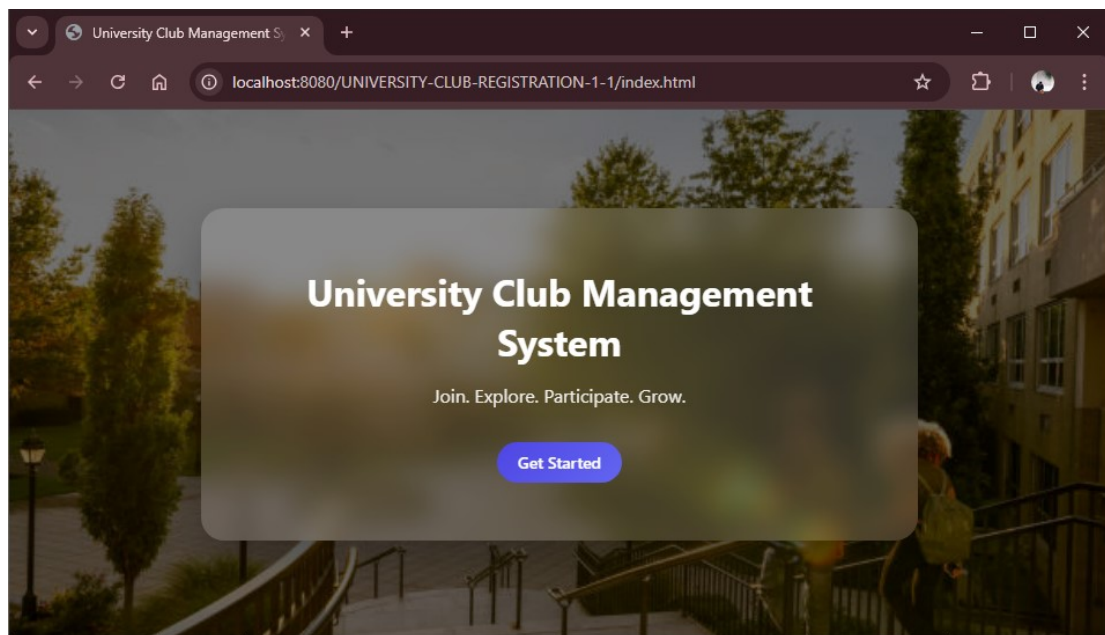 University Club Management Sy
localhost:8080/UNIVERSITY-CLUB-REGISTRATION-1-1/index.html
University Club Management
System
Join. Explore. Participate. Grow.
Get Started